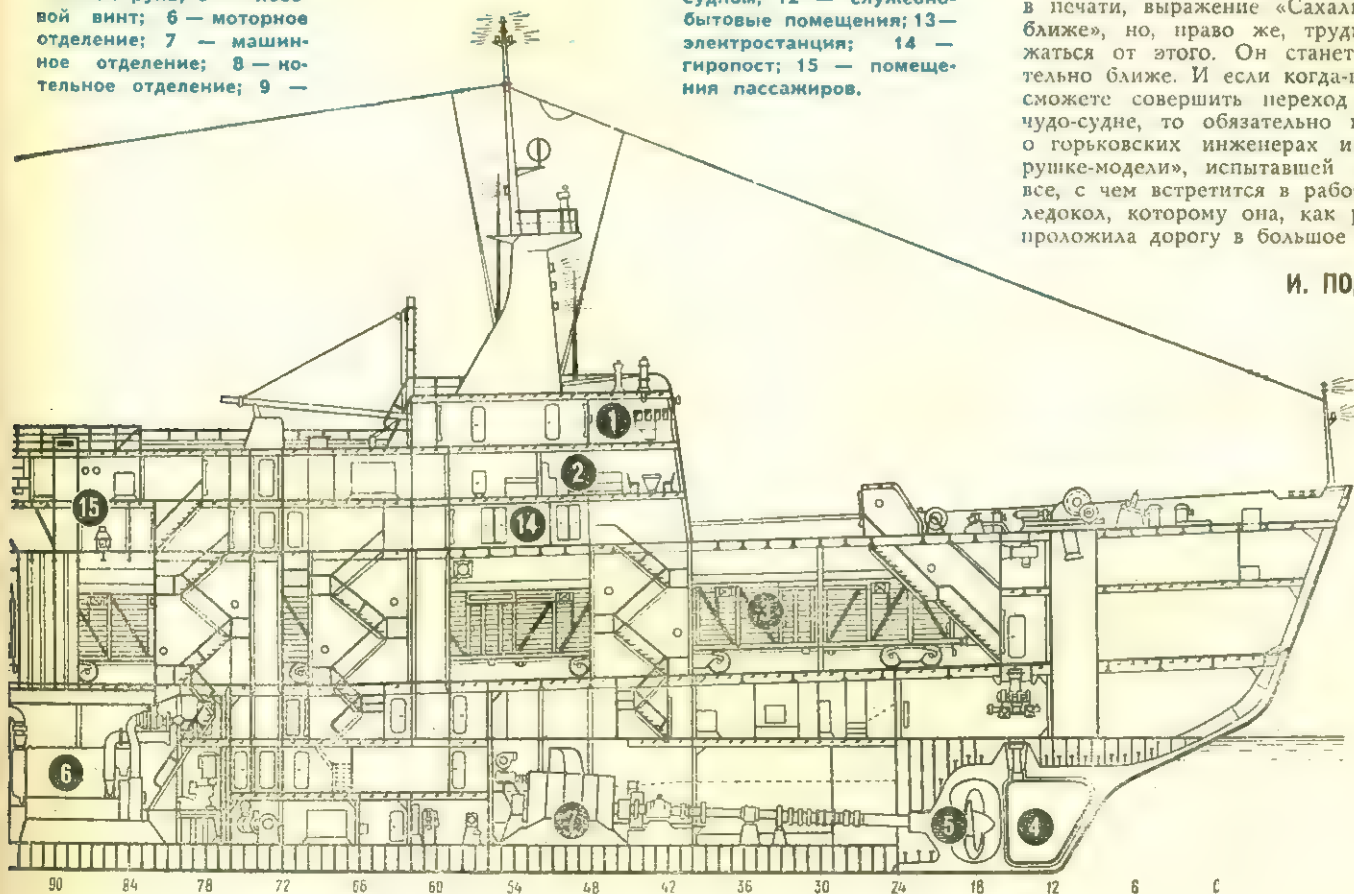 вой винт; 6 — моторное
отделение; 7 — машин-
ное отделение; 8 — ко-
тельное отделение; 9 —
судном; 12 — служебно-
бытовые помещения; 13—
электростанция; 14 —
гиропост; 15 — помеще-
ния пассажиров.
в печати, выражение «Сахали
ближе», но, право же, труд
жаться от этого. Он станет
тельно ближе. И если когда-
сможете совершить переход
чудо-судне, то обязательно
о горьковских инженерах и
рушке-модели», испытавшей
все, с чем встретится в рабо
ледокол, которому она, как
проложила дорогу в большое
И. ПО
1
2
15
14
6
5
4
90 84 78 72 66 60 54 48 42 36 30 24 18 12 6